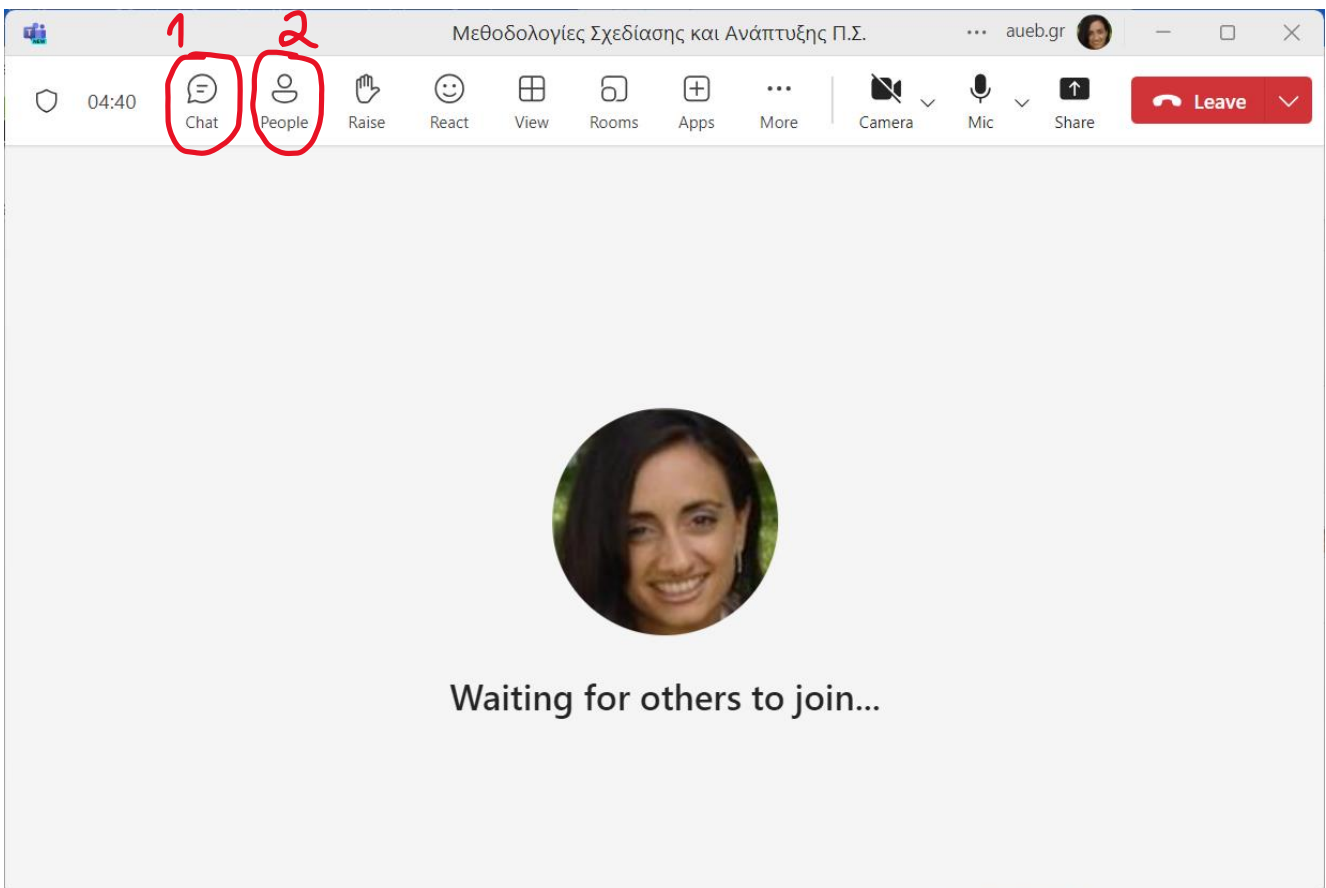 1 2
Μεθοδολογίες Σχεδίασης και Ανάπτυξης Π.Σ. ... aueb.gr
NEW
04:40 Chat People Raise React View Rooms Apps More Camera Mic Share Leave
Waiting for others to join...